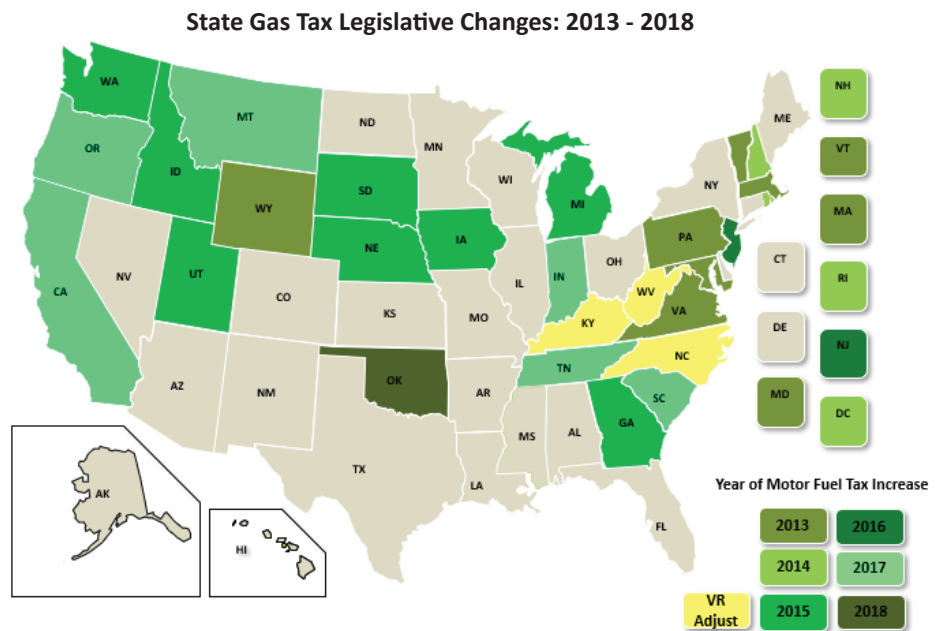 State Gas Tax Legislative Changes: 2013 - 2018
WA
MT
ND
MN
ME
NH
OR
ID
SD
WI
MI
NY
VT
WY
NE
IA
PA
MA
NV
UT
CO
IL
IN
OH
CT
RI
CA
KS
MO
WV
VA
KY
DE
NJ
AZ
NM
OK
AR
TN
NC
SC
MD
DC
MS
AL
GA
TX
LA
FL
AK
HI
Year of Motor Fuel Tax Increase
2013
2016
2014
2017
VR
Adjust
2015
2018